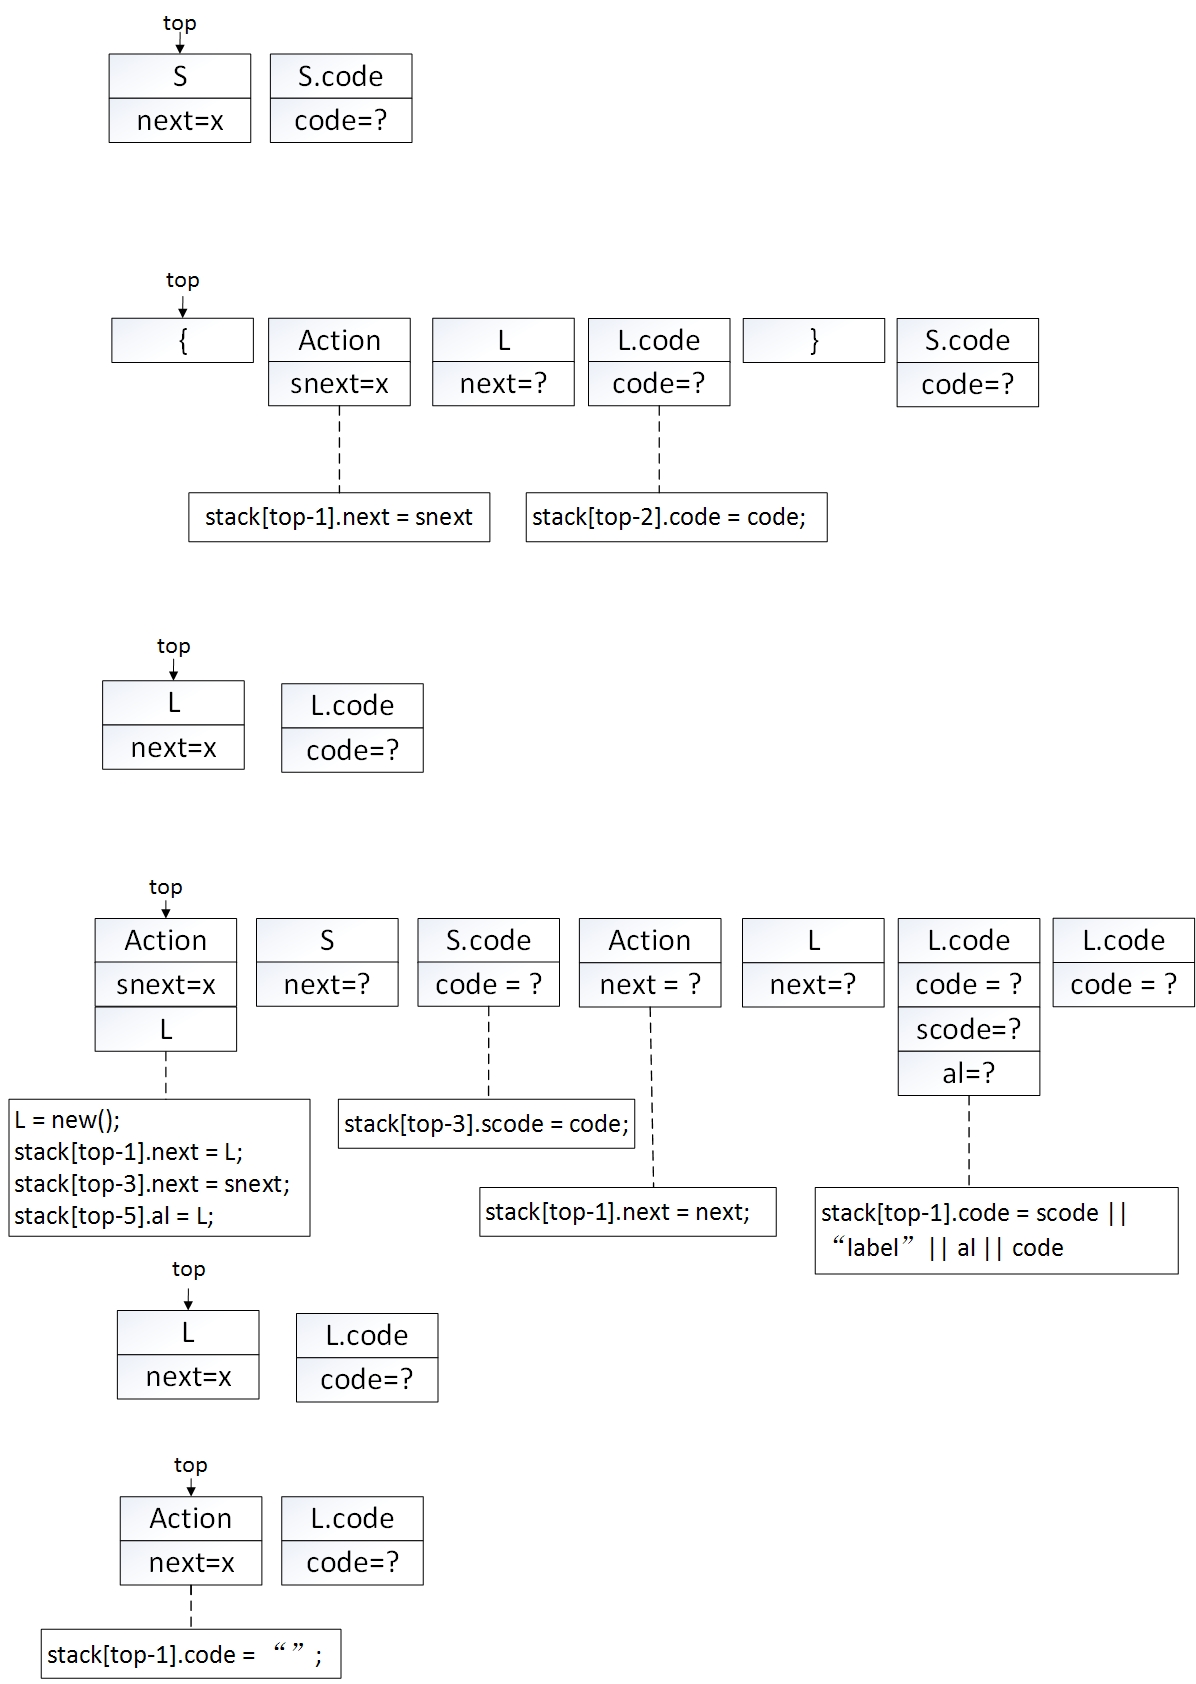 top
S S.code
next=x code=?
top
{ Action L L.code } S.code
snext=x next=? code=? code=?
stack[top-1].next = snext stack[top-2].code = code;
top
L L.code
next=x code=?
top
Action S S.code Action L L.code L.code
snext=x next=? code = ? next = ? next=? code = ? code = ?
L scode=?
al=?
L = new();
stack[top-1].next = L;
stack[top-3].next = snext;
stack[top-5].al = L;
stack[top-3].scode = code;
stack[top-1].next = next;
stack[top-1].code = scode ||
“label” || al || code
top
L L.code
next=x code=?
top
Action L.code
next=x code=?
stack[top-1].code = “” ;